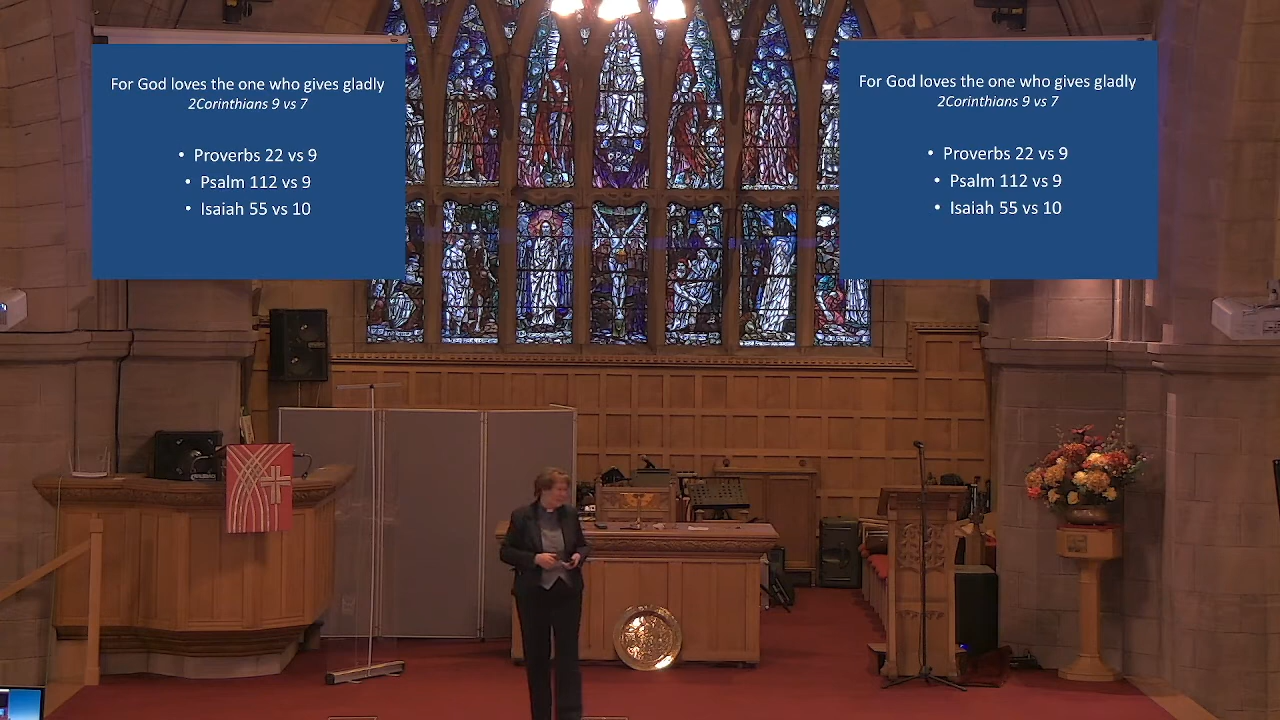 For God loves the one who gives gladly
2Corinthians 9 vs 7
• Proverbs 22 vs 9
• Psalm 112 vs 9
• Isaiah 55 vs 10
For God loves the one who gives gladly
2Corinthians 9 vs 7
• Proverbs 22 vs 9
• Psalm 112 vs 9
• Isaiah 55 vs 10